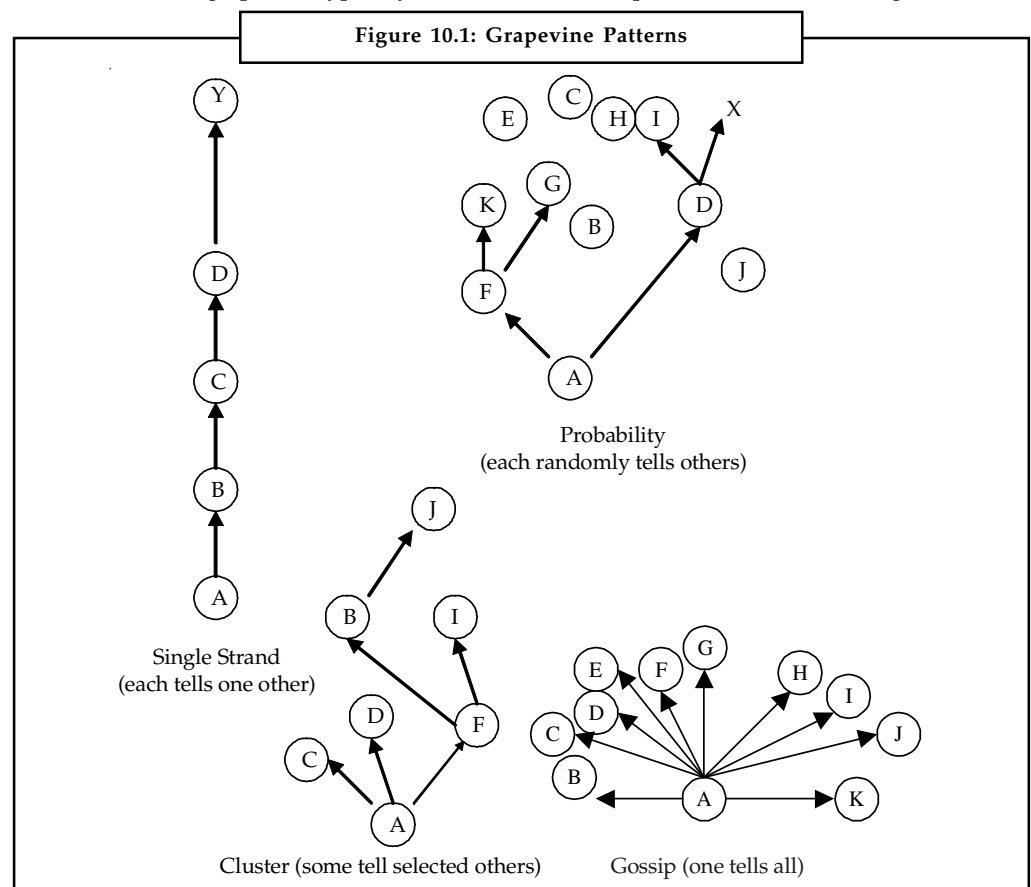 Figure 10.1: Grapevine Patterns
Y
D
C
B
A
Single Strand
(each tells one other)
E
C
H
I
X
K
G
B
D
J
F
A
Probability
(each randomly tells others)
J
B
I
D
F
C
A
Cluster (some tell selected others)
G
E
F
H
D
I
C
J
B
A
K
Gossip (one tells all)